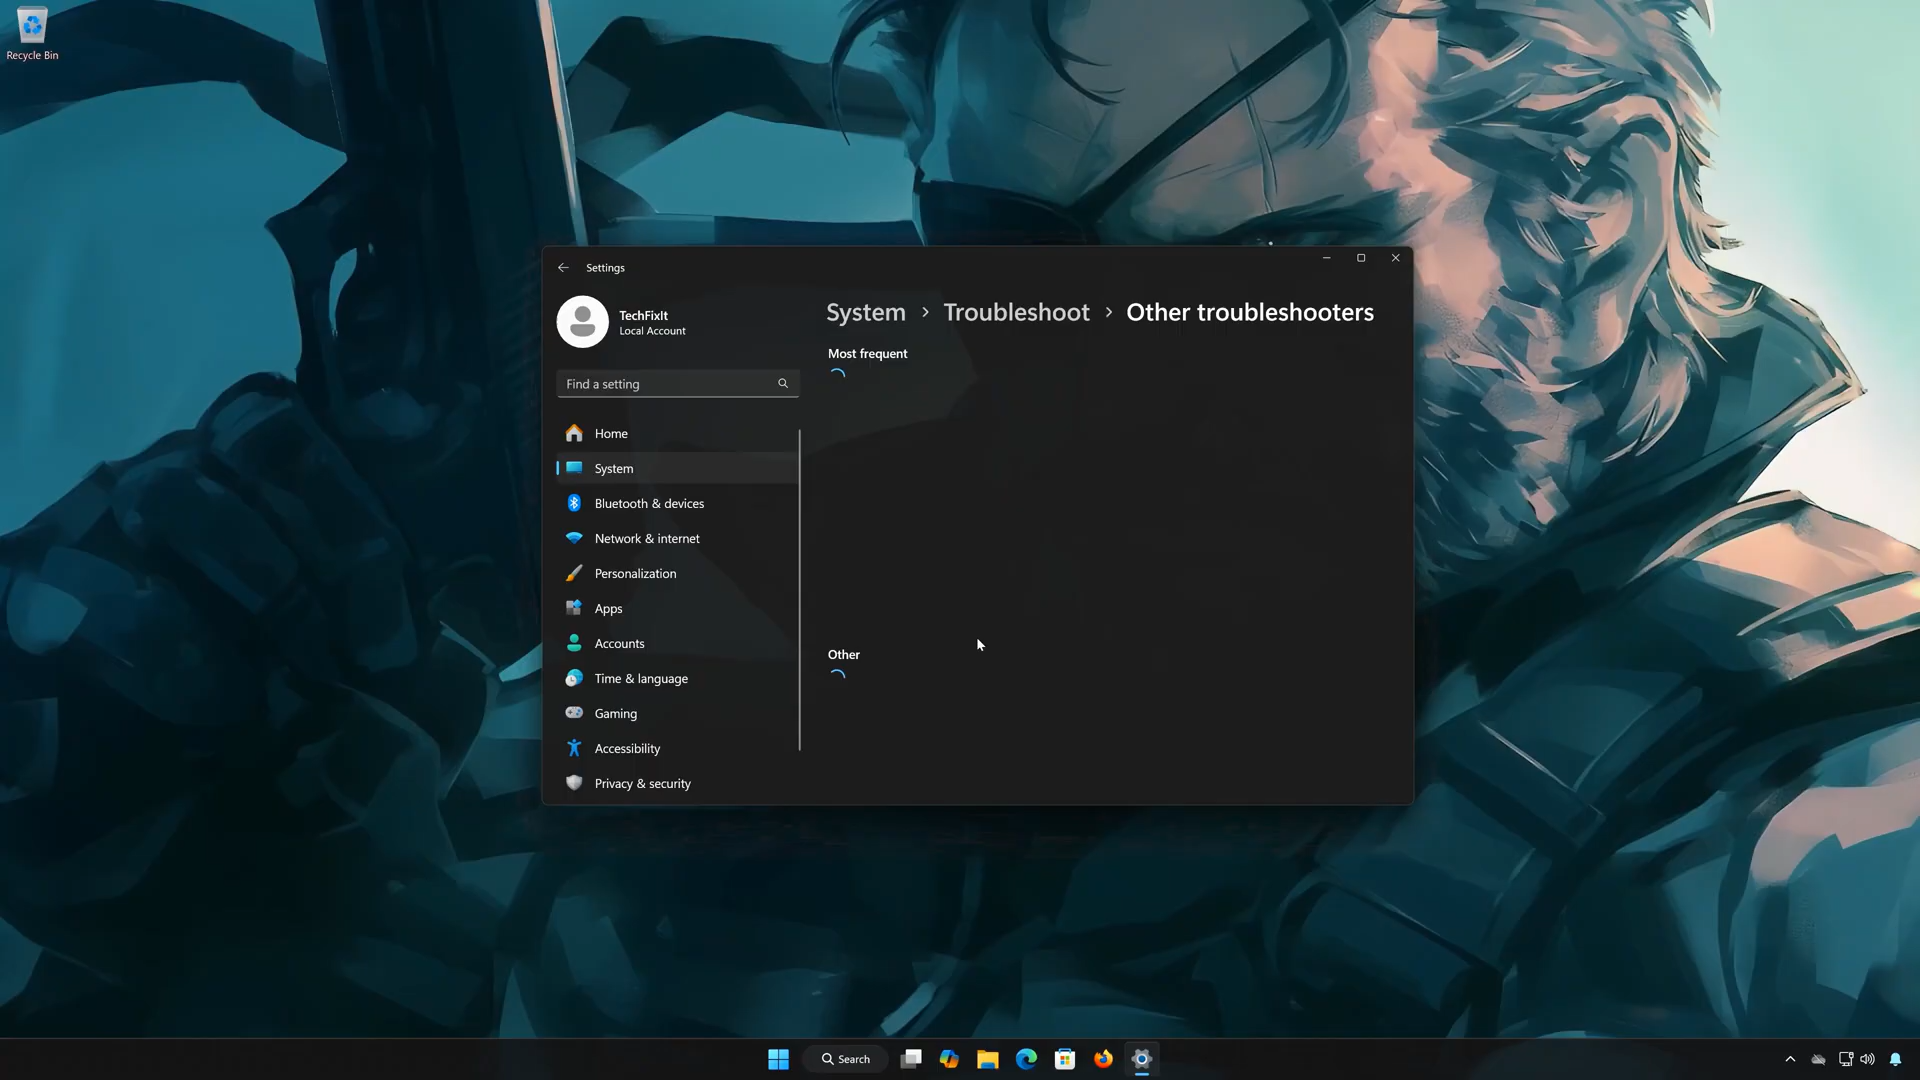 Recycle Bin
Settings
TechFixIt
Local Account
Find a setting
Home
System
Bluetooth & devices
Network & internet
Personalization
Apps
Accounts
Time & language
Gaming
Accessibility
Privacy & security
System > Troubleshoot > Other troubleshooters
Most frequent
Other
Search